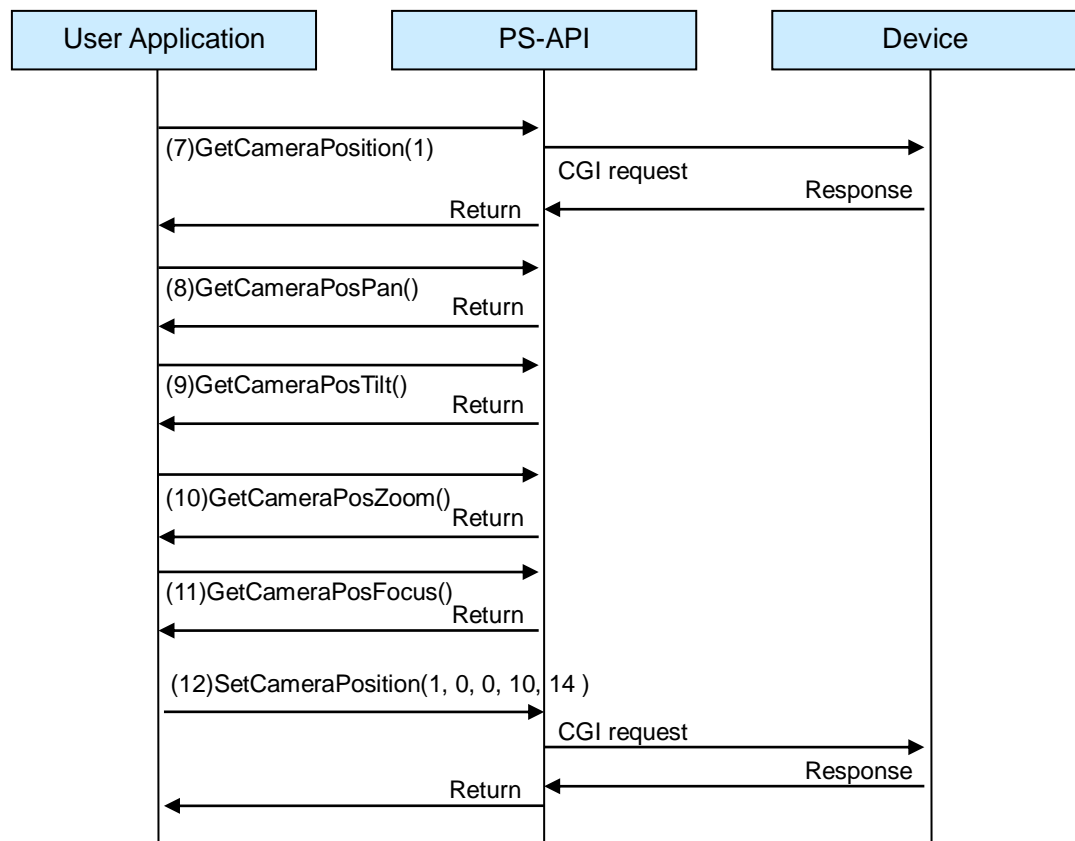 User Application
PS-API
Device
(7)GetCameraPosition(1)
CGI request
Response
Return
(8)GetCameraPosPan()
Return
(9)GetCameraPosTilt()
Return
(10)GetCameraPosZoom()
Return
(11)GetCameraPosFocus()
Return
(12)SetCameraPosition(1, 0, 0, 10, 14 )
CGI request
Response
Return